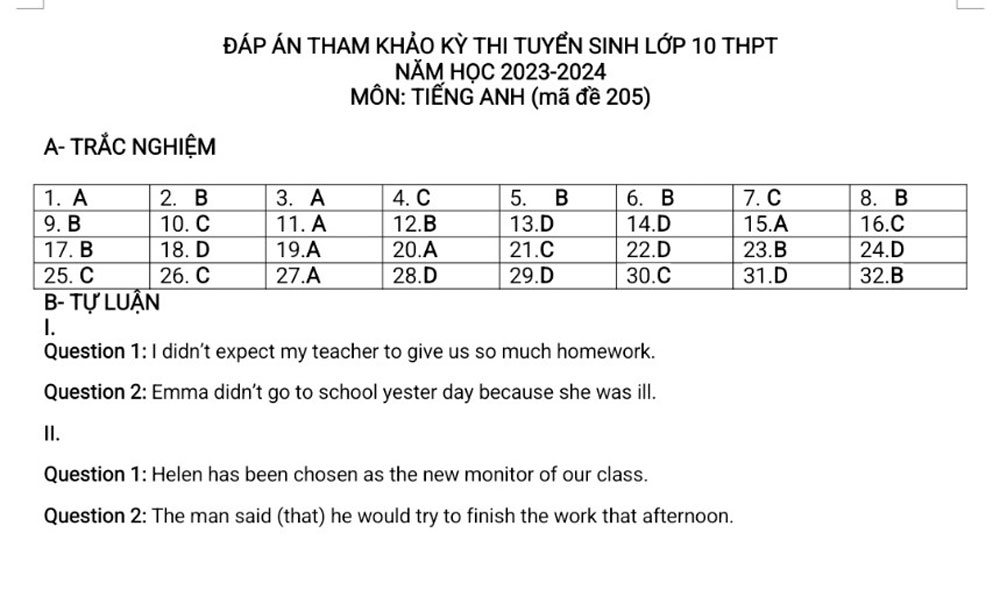 ĐÁP ÁN THAM KHẢO KỲ THI TUYỂN SINH LỚP 10 THPT
NĂM HỌC 2023-2024
MÔN: TIẾNG ANH (mã đề 205)
A- TRẮC NGHIỆM
1. A 2. B 3. A 4. C 5. B 6. B 7. C 8. B
9. B 10. C 11. A 12.B 13.D 14.D 15.A 16.C
17. B 18. D 19.A 20.A 21.C 22.D 23.B 24.D
25. C 26. C 27.A 28.D 29.D 30.C 31.D 32.B
B- TỰ LUẬN
I.
Question 1: I didn't expect my teacher to give us so much homework.
Question 2: Emma didn't go to school yester day because she was ill.
II.
Question 1: Helen has been chosen as the new monitor of our class.
Question 2: The man said (that) he would try to finish the work that afternoon.